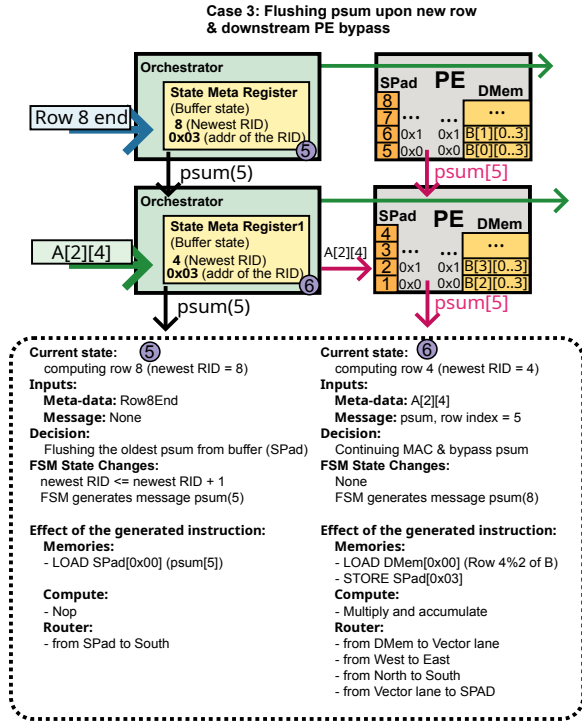 Case 3: Flushing psum upon new row
& downstream PE bypass
Orchestrator
State Meta Register
(Buffer state)
8 (Newest RID)
0x03 (addr of the RID)
5
Row 8 end
psum(5)
SPad
PE
DMem
8
7 ... ... ...
6 0x1 0x1 B[1][0..3]
5 0x0 0x0 B[0][0..3]
psum[5]
Orchestrator
State Meta Register1
(Buffer state)
4 (Newest RID)
0x03 (addr of the RID)
6
A[2][4]
A[2][4]
psum(5)
SPad
PE
DMem
4
3 ... ... ...
2 0x1 0x1 B[3][0..3]
1 0x0 0x0 B[2][0..3]
psum[5]
5
Current state:
computing row 8 (newest RID = 8)
Inputs:
Meta-data: Row8End
Message: None
Decision:
Flushing the oldest psum from buffer (SPad)
FSM State Changes:
newest RID <= newest RID + 1
FSM generates message psum(5)
Effect of the generated instruction:
Memories:
- LOAD SPad[0x00] (psum[5])
Compute:
- Nop
Router:
- from SPad to South
6
Current state:
computing row 4 (newest RID = 4)
Inputs:
Meta-data: A[2][4]
Message: psum, row index = 5
Decision:
Continuing MAC & bypass psum
FSM State Changes:
None
FSM generates message psum(8)
Effect of the generated instruction:
Memories:
- LOAD DMem[0x00] (Row 4%2 of B)
- STORE SPad[0x03]
Compute:
- Multiply and accumulate
Router:
- from DMem to Vector lane
- from West to East
- from North to South
- from Vector lane to SPAD